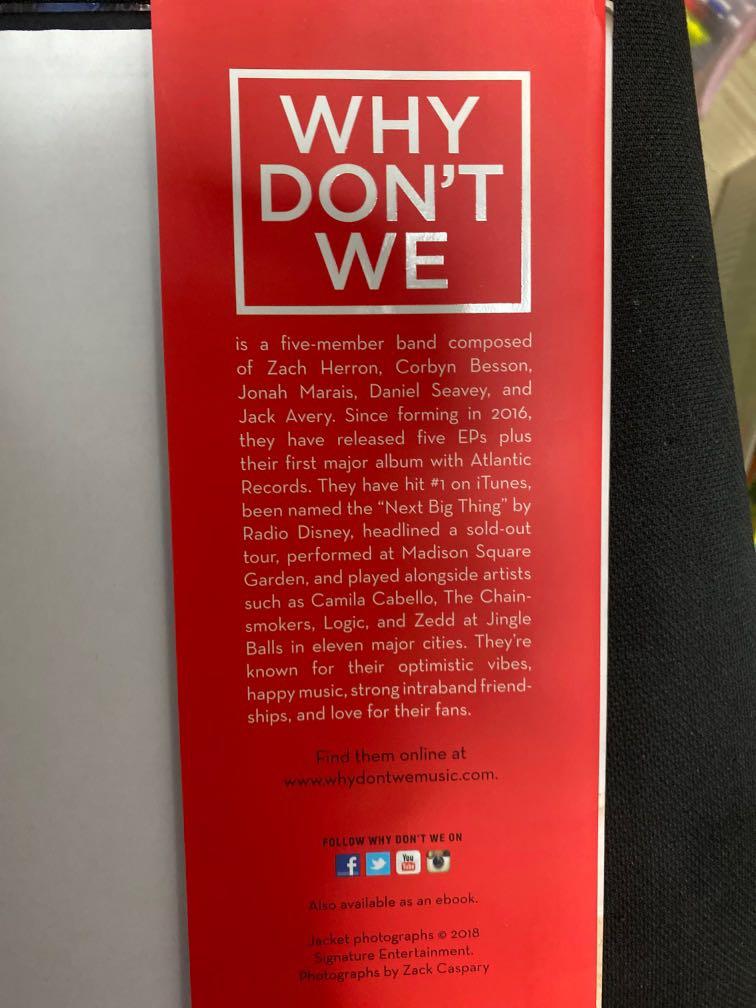 WHY
DON'T
WE
is a five-member band composed
of Zach Herron, Corbyn Besson,
Jonah Marais, Daniel Seavey, and
Jack Avery. Since forming in 2016,
they have released five EPs plus
their first major album with Atlantic
Records. They have hit #1 on iTunes,
been named the “Next Big Thing” by
Radio Disney, headlined a sold-out
tour, performed at Madison Square
Garden, and played alongside artists
such as Camila Cabello, The Chain-
smokers, Logic, and Zedd at Jingle
Balls in eleven major cities. They're
known for their optimistic vibes,
happy music, strong intraband friend-
ships, and love for their fans.
Find them online at
www.whydontwemusic.com.
FOLLOW WHY DON'T WE ON
f
You Tube
Also available as an ebook.
Jacket photographs © 2018
Signature Entertainment.
Photographs by Zack Caspary